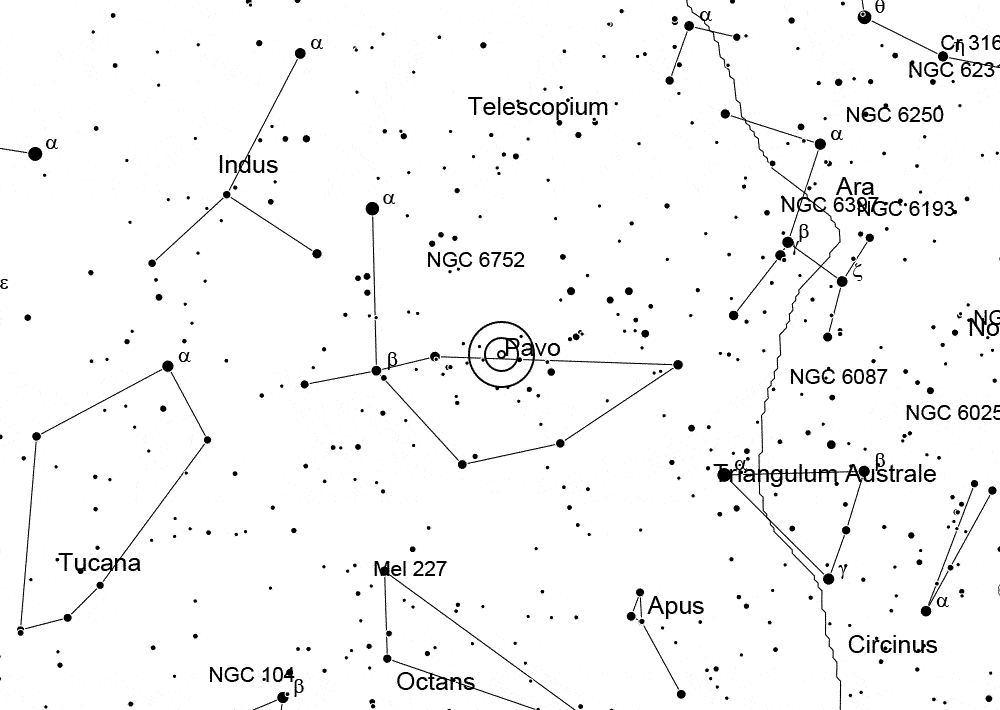 θ
α
Cr 316
η
α
NGC 623
Telescopium
NGC 6250
α
α
Indus
Ara
α
NGC 6397
NGC 6193
β
NGC 6752
ζ
ε
NG
No
Pavo
β
α
NGC 6087
NGC 6025
α
β
Triangulum Australe
Tucana
Mel 227
γ
α
Apus
Circinus
NGC 104
β
Octans